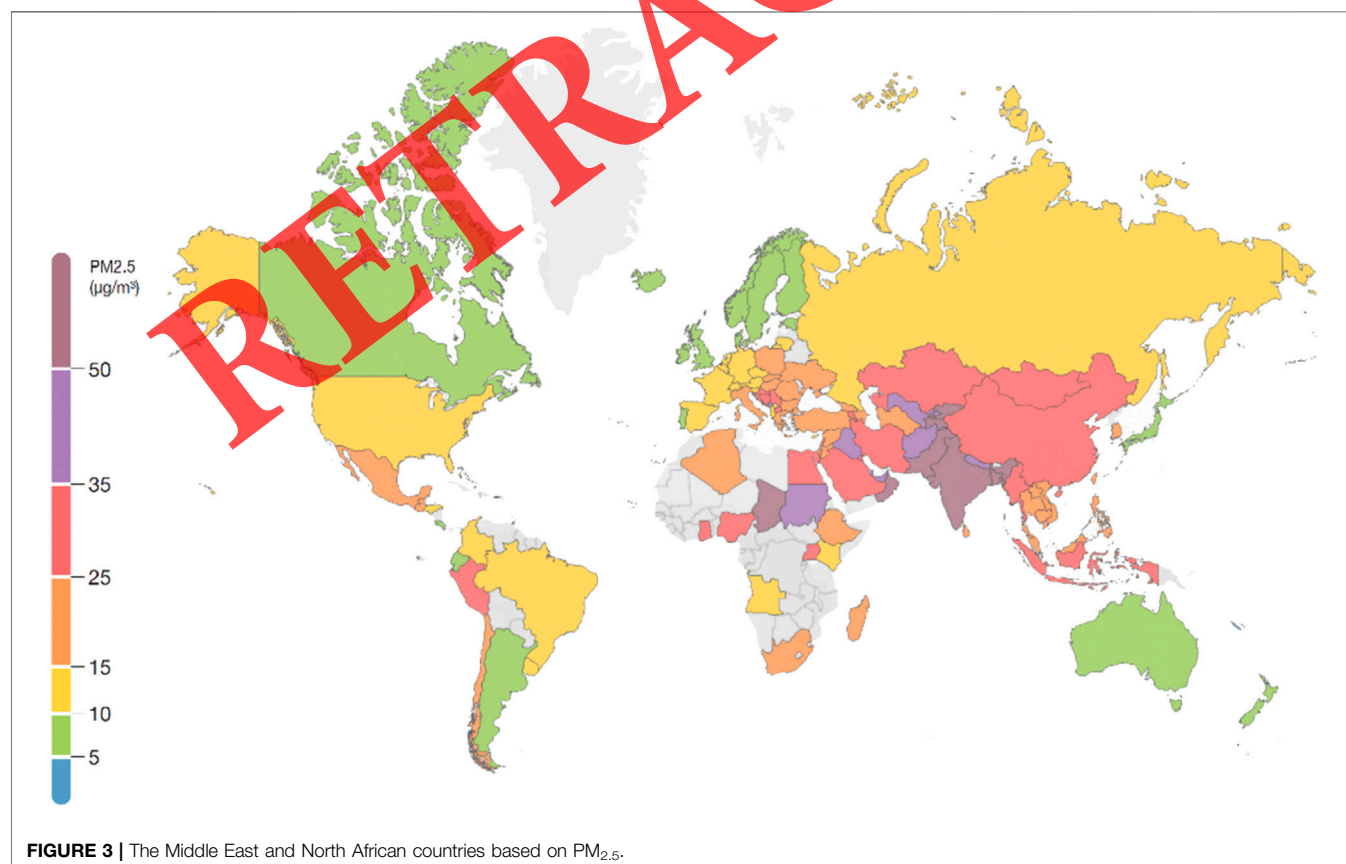 RETRAC
PM2.5
(µg/m³)
50
35
25
15
10
5
FIGURE 3 | The Middle East and North African countries based on PM2.5.